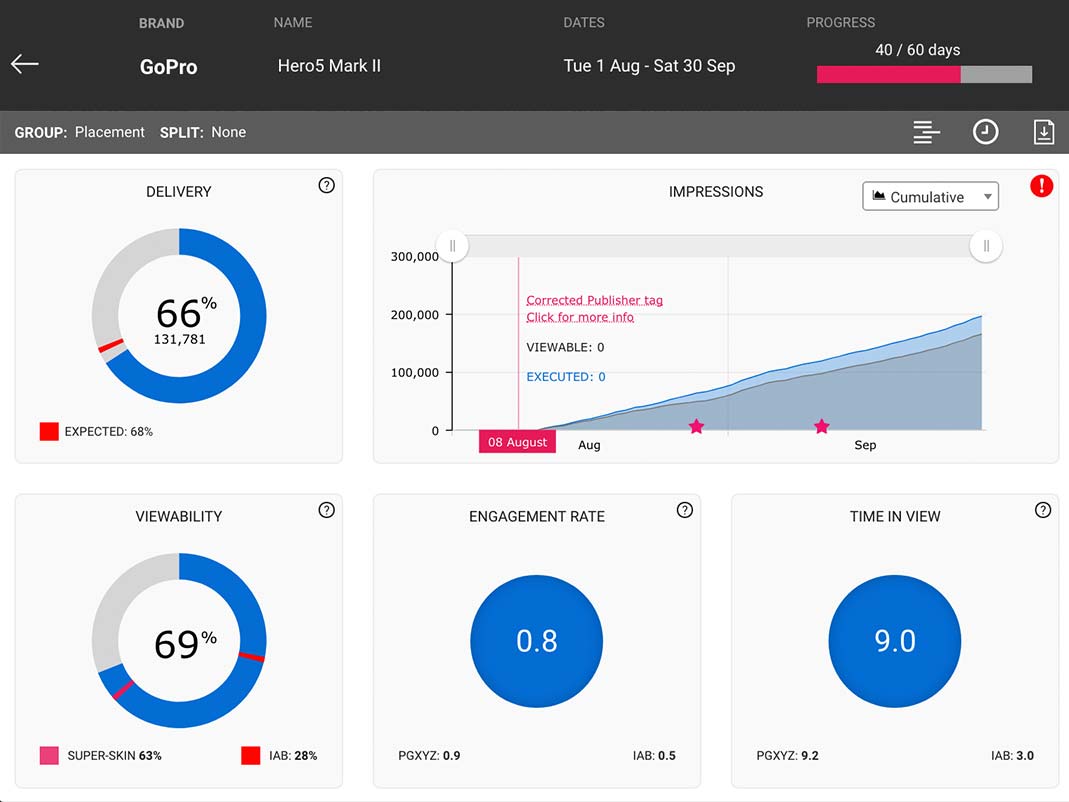 BRAND
NAME
DATES
PROGRESS
GoPro
Hero5 Mark II
Tue 1 Aug - Sat 30 Sep
40 / 60 days
GROUP: Placement SPLIT: None
DELIVERY
?
66%
131,781
EXPECTED: 68%
IMPRESSIONS
Cumulative
!
300,000
200,000
100,000
0
Corrected Publisher tag
Click for more info
VIEWABLE: 0
EXECUTED: 0
08 August
Aug
Sep
VIEWABILITY
?
69%
SUPER-SKIN 63%
IAB: 28%
ENGAGEMENT RATE
?
0.8
PGXYZ: 0.9
IAB: 0.5
TIME IN VIEW
?
9.0
PGXYZ: 9.2
IAB: 3.0